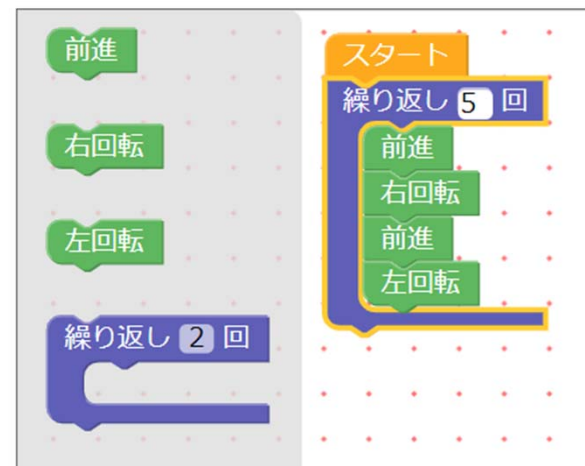 前進
右回転
左回転
繰り返し 2 回
スタート
繰り返し 5 回
前進
右回転
前進
左回転